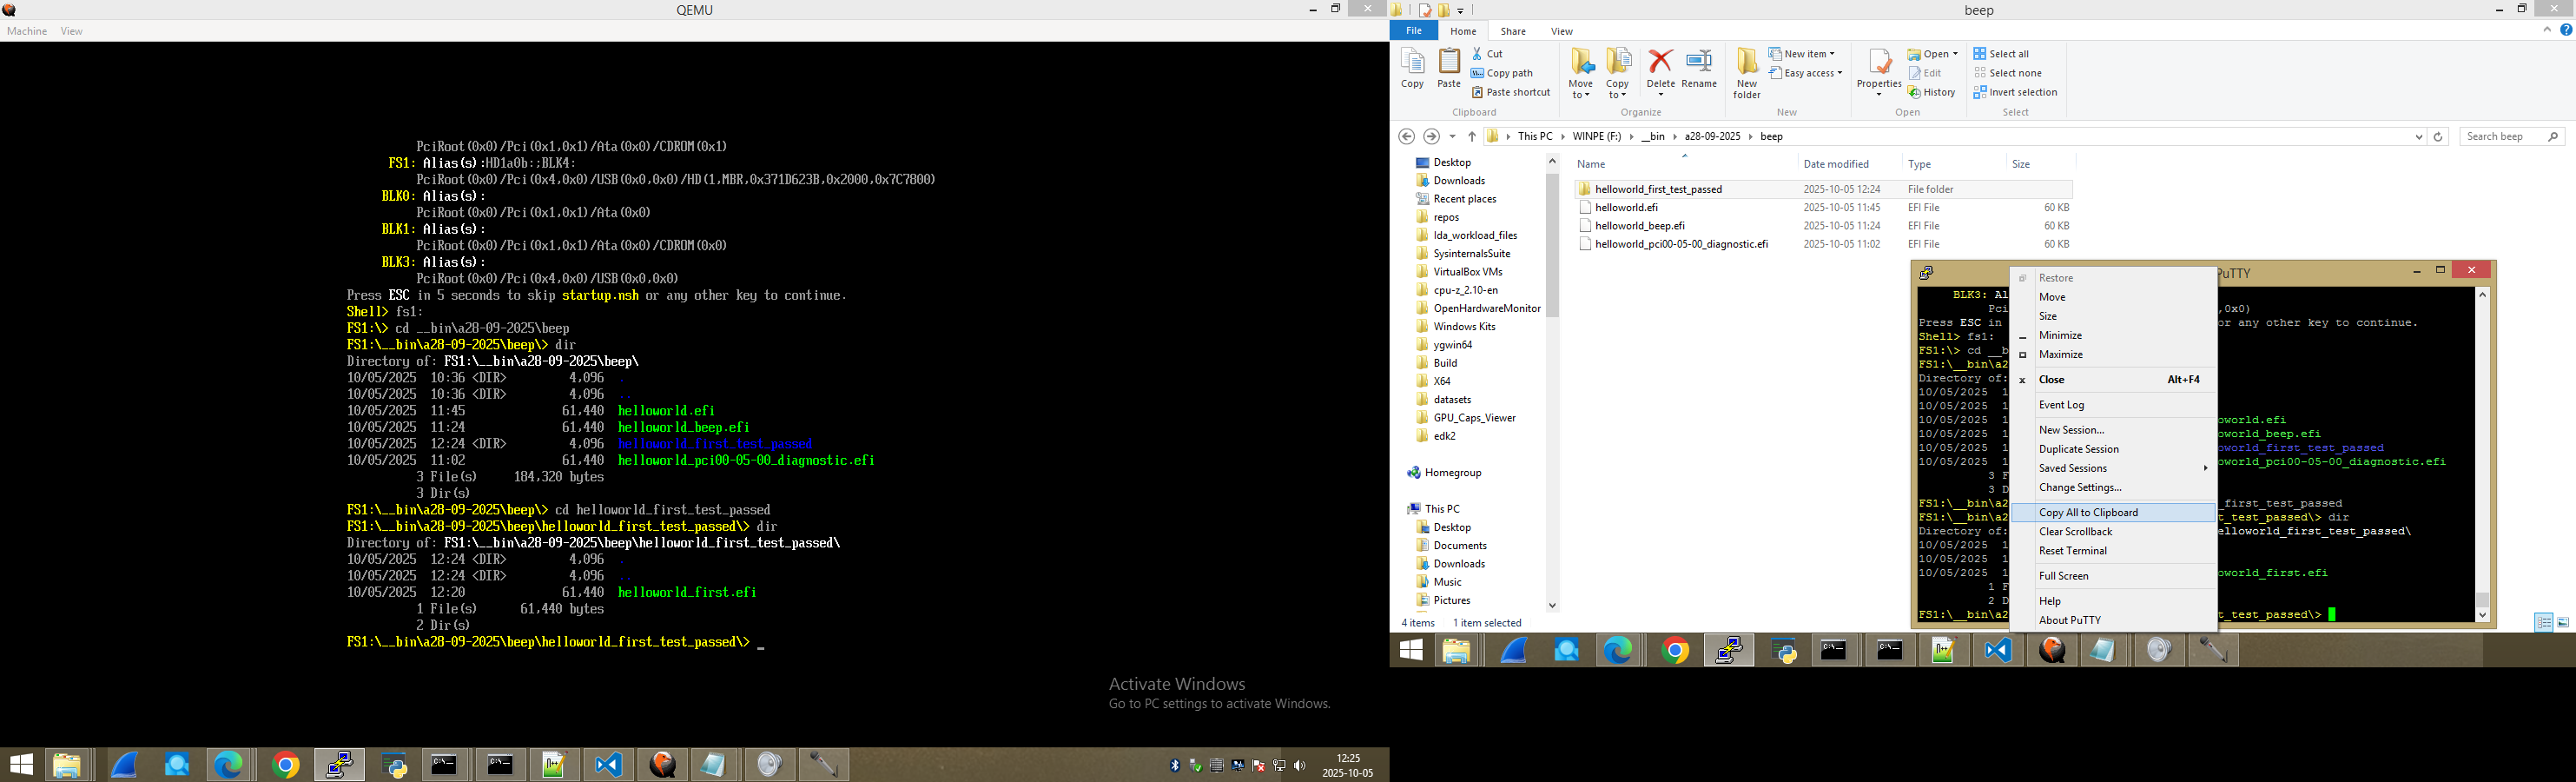 QEMU
Machine View
PciRoot(0x0)/Pci(0x1,0x1)/Ata(0x0)/CDROM(0x1)
FS1: Alias(s):HD1a0b:;BLK4:
PciRoot(0x0)/Pci(0x4,0x0)/USB(0x0,0x0)/HD(1,MBR,0x371D623B,0x2000,0x7C7800)
BLK0: Alias(s):
PciRoot(0x0)/Pci(0x1,0x1)/Ata(0x0)
BLK1: Alias(s):
PciRoot(0x0)/Pci(0x1,0x1)/Ata(0x0)/CDROM(0x0)
BLK3: Alias(s):
PciRoot(0x0)/Pci(0x4,0x0)/USB(0x0,0x0)
Press ESC in 5 seconds to skip startup.nsh or any other key to continue.
Shell> fs1:
FS1:\> cd __bin\a28-09-2025\beep
FS1:\__bin\a28-09-2025\beep\> dir
Directory of: FS1:\__bin\a28-09-2025\beep\
10/05/2025 10:36 <DIR> 4,096 .
10/05/2025 10:36 <DIR> 4,096 ..
10/05/2025 11:45 61,440 helloworld.efi
10/05/2025 11:24 61,440 helloworld_beep.efi
10/05/2025 12:24 <DIR> 4,096 helloworld_first_test_passed
10/05/2025 11:02 61,440 helloworld_pci00-05-00_diagnostic.efi
3 File(s) 184,320 bytes
3 Dir(s)
FS1:\__bin\a28-09-2025\beep\> cd helloworld_first_test_passed
FS1:\__bin\a28-09-2025\beep\helloworld_first_test_passed\> dir
Directory of: FS1:\__bin\a28-09-2025\beep\helloworld_first_test_passed\
10/05/2025 12:24 <DIR> 4,096 .
10/05/2025 12:24 <DIR> 4,096 ..
10/05/2025 12:20 61,440 helloworld_first.efi
1 File(s) 61,440 bytes
2 Dir(s)
FS1:\__bin\a28-09-2025\beep\helloworld_first_test_passed\> _
Activate Windows
Go to PC settings to activate Windows.
12:25
2025-10-05
beep
File Home Share View
Copy
Paste
Cut
Copy path
Paste shortcut
Clipboard
Move to
Copy to
Delete
Rename
Organize
New folder
New item
Easy access
New
Properties
Open
Edit
History
Open
Select all
Select none
Invert selection
Select
This PC WINPE (F:) __bin a28-09-2025 beep
Search beep
Desktop
Downloads
Recent places
repos
lda_workload_files
SysinternalsSuite
VirtualBox VMs
cpu-z_2.10-en
OpenHardwareMonitor
Windows Kits
ygwin64
Build
X64
datasets
GPU_Caps_Viewer
edk2
Homegroup
This PC
Desktop
Documents
Downloads
Music
Pictures
Name Date modified Type Size
helloworld_first_test_passed 2025-10-05 12:24 File folder
helloworld.efi 2025-10-05 11:45 EFI File 60 KB
helloworld_beep.efi 2025-10-05 11:24 EFI File 60 KB
helloworld_pci00-05-00_diagnostic.efi 2025-10-05 11:02 EFI File 60 KB
4 items 1 item selected
PuTTY
BLK3: Al
Pci ,0x0)
Press ESC in or any other key to continue.
Shell> fs1:
FS1:\> cd __b
FS1:\__bin\a2
Directory of:
10/05/2025 1
10/05/2025 1
10/05/2025 1 oworld.efi
10/05/2025 1 oworld_beep.efi
10/05/2025 1 oworld_first_test_passed
10/05/2025 1 oworld_pci00-05-00_diagnostic.efi
3 F
3 D
FS1:\__bin\a2 _first_test_passed
FS1:\__bin\a2 t_test_passed\> dir
Directory of: elloworld_first_test_passed\
10/05/2025 1
10/05/2025 1
10/05/2025 1 oworld_first.efi
1 F
2 D
FS1:\__bin\a2 t_test_passed\>
Restore
Move
Size
Minimize
Maximize
Close Alt+F4
Event Log
New Session...
Duplicate Session
Saved Sessions
Change Settings...
Copy All to Clipboard
Clear Scrollback
Reset Terminal
Full Screen
Help
About PuTTY